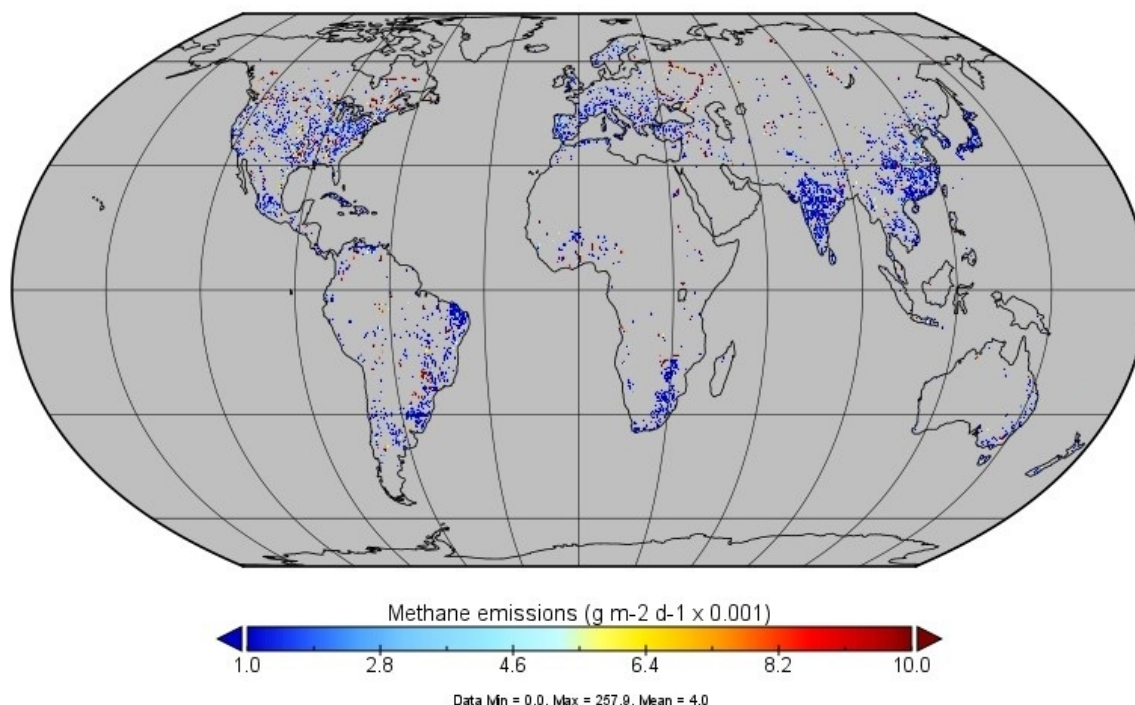 Methane emissions (g m-2 d-1 x 0.001)
1.0 2.8 4.6 6.4 8.2 10.0
Data Min = 0.0, Max = 257.9, Mean = 4.0